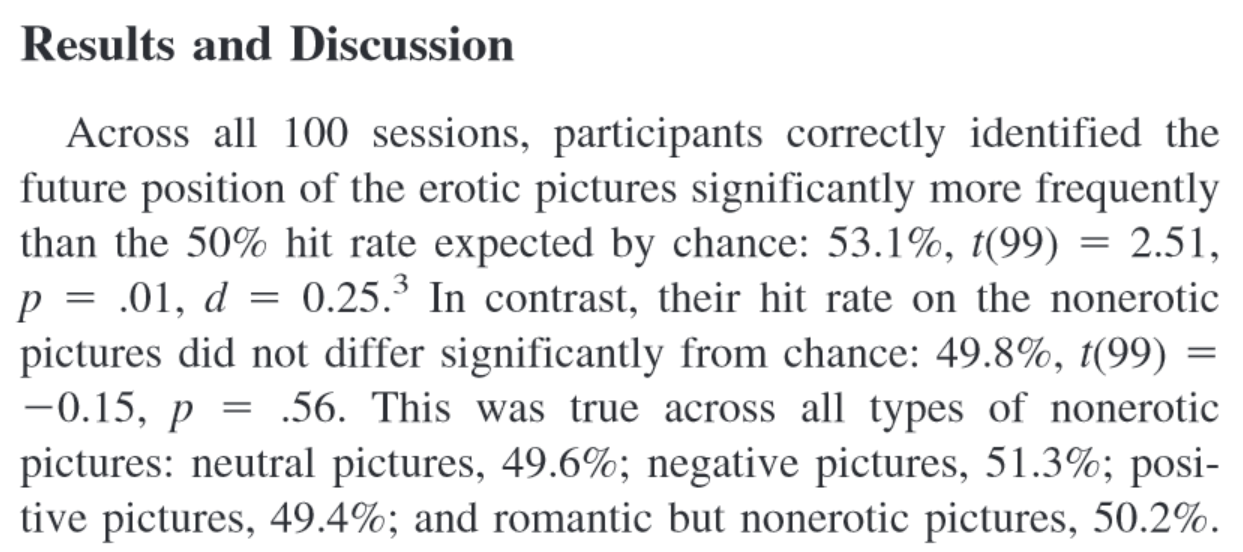 Results and Discussion
Across all 100 sessions, participants correctly identified the
future position of the erotic pictures significantly more frequently
than the 50% hit rate expected by chance: 53.1%, t(99) = 2.51,
p = .01, d = 0.25.³ In contrast, their hit rate on the nonerotic
pictures did not differ significantly from chance: 49.8%, t(99) =
−0.15, p = .56. This was true across all types of nonerotic
pictures: neutral pictures, 49.6%; negative pictures, 51.3%; posi-
tive pictures, 49.4%; and romantic but nonerotic pictures, 50.2%.